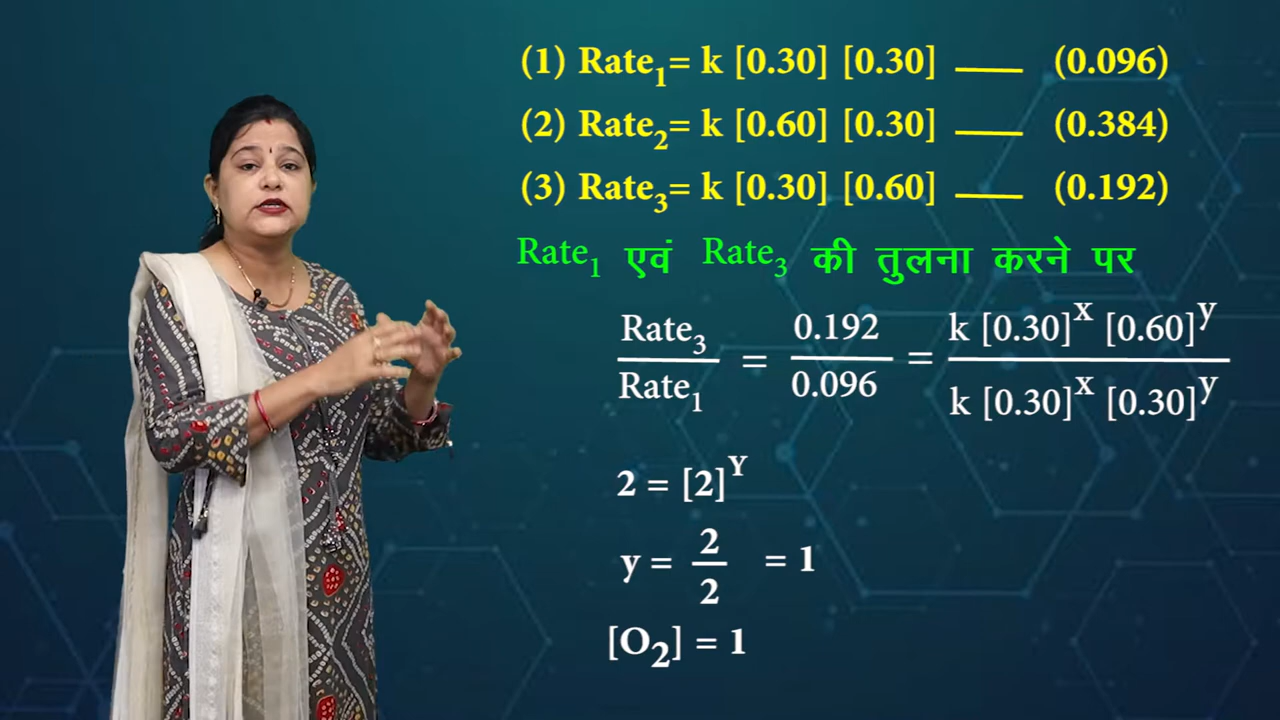 (1) Rate₁= k [0.30] [0.30] —— (0.096)
(2) Rate₂= k [0.60] [0.30] —— (0.384)
(3) Rate₃= k [0.30] [0.60] —— (0.192)
Rate₁ एवं Rate₃ की तुलना करने पर
Rate₃ / Rate₁ = 0.192 / 0.096 = k [0.30]ˣ [0.60]ʸ / k [0.30]ˣ [0.30]ʸ
2 = [2]^Y
y = 2 / 2 = 1
[O₂] = 1